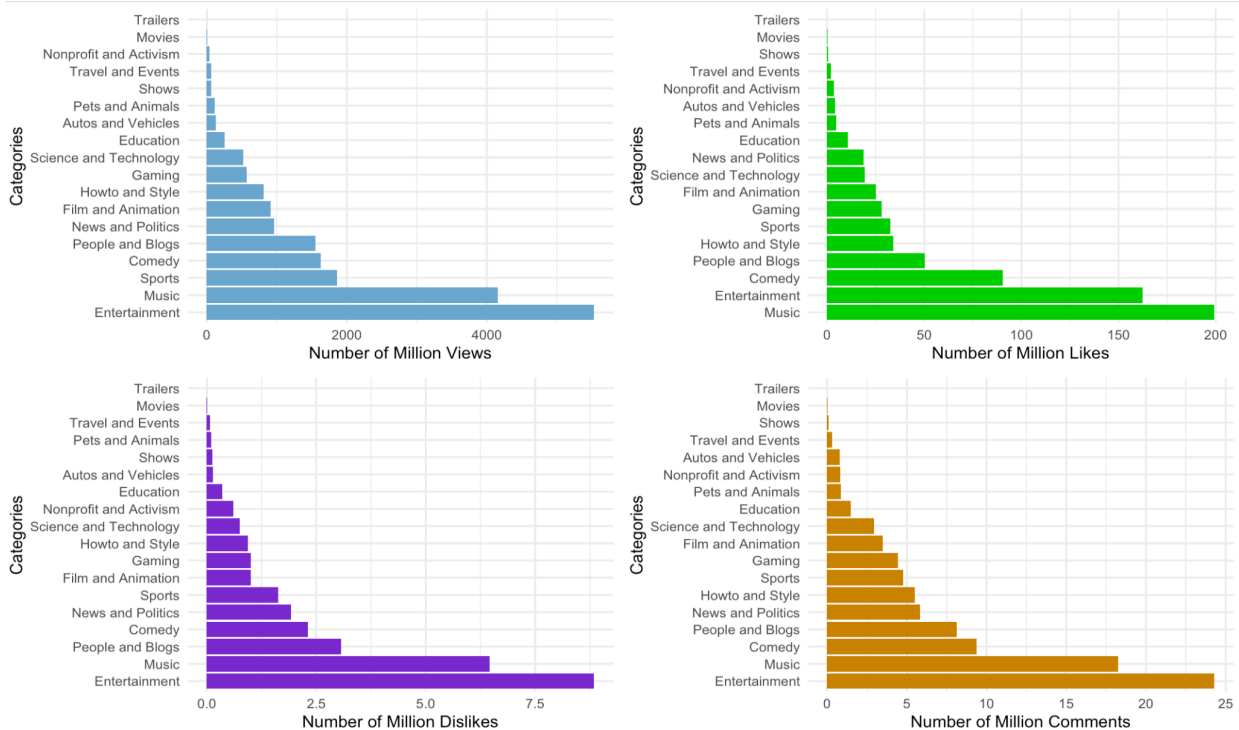 Trailers
Movies
Nonprofit and Activism
Travel and Events
Shows
Pets and Animals
Autos and Vehicles
Education
Science and Technology
Gaming
Howto and Style
Film and Animation
News and Politics
People and Blogs
Comedy
Sports
Music
Entertainment
Categories
0 2000 4000
Number of Million Views
Trailers
Movies
Shows
Travel and Events
Nonprofit and Activism
Autos and Vehicles
Pets and Animals
Education
News and Politics
Science and Technology
Film and Animation
Gaming
Sports
Howto and Style
People and Blogs
Comedy
Entertainment
Music
Categories
0 50 100 150 200
Number of Million Likes
Trailers
Movies
Travel and Events
Pets and Animals
Shows
Autos and Vehicles
Education
Nonprofit and Activism
Science and Technology
Howto and Style
Gaming
Film and Animation
Sports
News and Politics
Comedy
People and Blogs
Music
Entertainment
Categories
0.0 2.5 5.0 7.5
Number of Million Dislikes
Trailers
Movies
Shows
Travel and Events
Autos and Vehicles
Nonprofit and Activism
Pets and Animals
Education
Science and Technology
Film and Animation
Gaming
Sports
Howto and Style
News and Politics
People and Blogs
Comedy
Music
Entertainment
Categories
0 5 10 15 20 25
Number of Million Comments